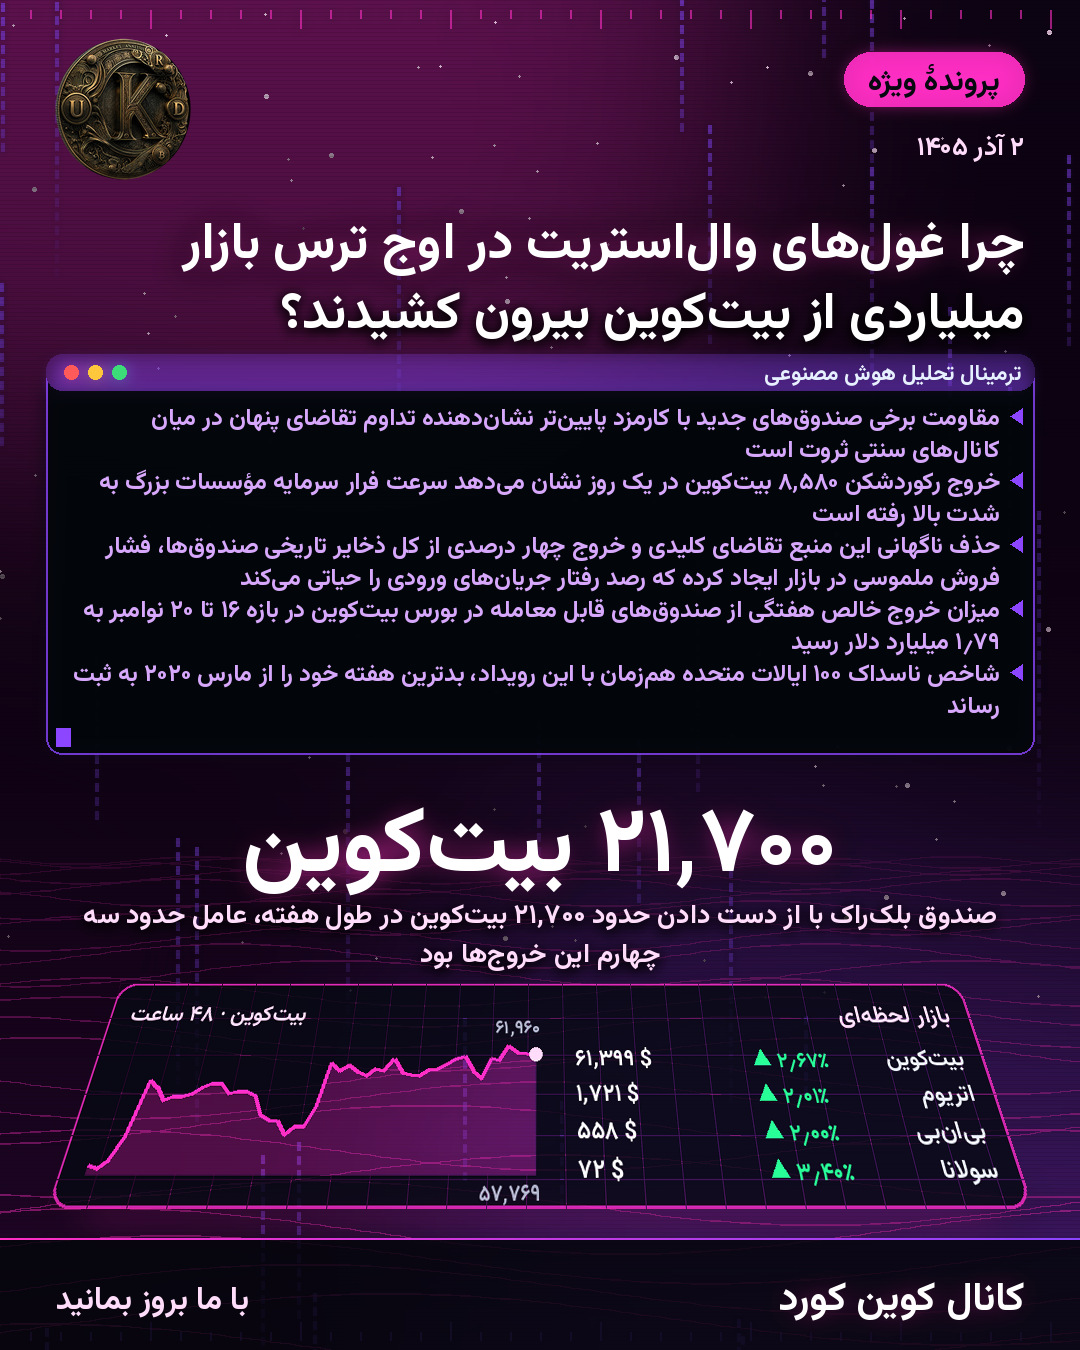 پروندهٔ ویژه
۲ آذر ۱۴۰۵
چرا غول‌های وال‌استریت در اوج ترس بازار
میلیاردی از بیت‌کوین بیرون کشیدند؟
ترمینال تحلیل هوش مصنوعی
مقاومت برخی صندوق‌های جدید با کارمزد پایین‌تر نشان‌دهنده تداوم تقاضای پنهان در میان
کانال‌های سنتی ثروت است
خروج رکوردشکن ۸,۵۸۰ بیت‌کوین در یک روز نشان می‌دهد سرعت فرار سرمایه مؤسسات بزرگ به
شدت بالا رفته است
حذف ناگهانی این منبع تقاضای کلیدی و خروج چهار درصدی از کل ذخایر تاریخی صندوق‌ها، فشار
فروش ملموسی در بازار ایجاد کرده که رصد رفتار جریان‌های ورودی را حیاتی می‌کند
میزان خروج خالص هفتگی از صندوق‌های قابل معامله در بورس بیت‌کوین در بازه ۱۶ تا ۲۰ نوامبر به
۱٫۷۹ میلیارد دلار رسید
شاخص ناسداک ۱۰۰ ایالات متحده هم‌زمان با این رویداد، بدترین هفته خود را از مارس ۲۰۲۰ به ثبت
رساند
۲۱,۷۰۰ بیت‌کوین
صندوق بلک‌راک با از دست دادن حدود ۲۱,۷۰۰ بیت‌کوین در طول هفته، عامل حدود سه
چهارم این خروج‌ها بود
بازار لحظه‌ای
بیت‌کوین ▲ ۲٫۶۷٪ ۶۱,۳۹۹ $
اتریوم ▲ ۲٫۰۱٪ ۱,۷۲۱ $
بی‌ان‌بی ▲ ۲٫۰۰٪ ۵۵۸ $
سولانا ▲ ۳٫۴۰٪ ۷۲ $
بیت‌کوین · ۴۸ ساعت
۶۱,۹۶۰
۵۷,۷۶۹
کانال کوین کورد
با ما بروز بمانید
K
U
R
D
B